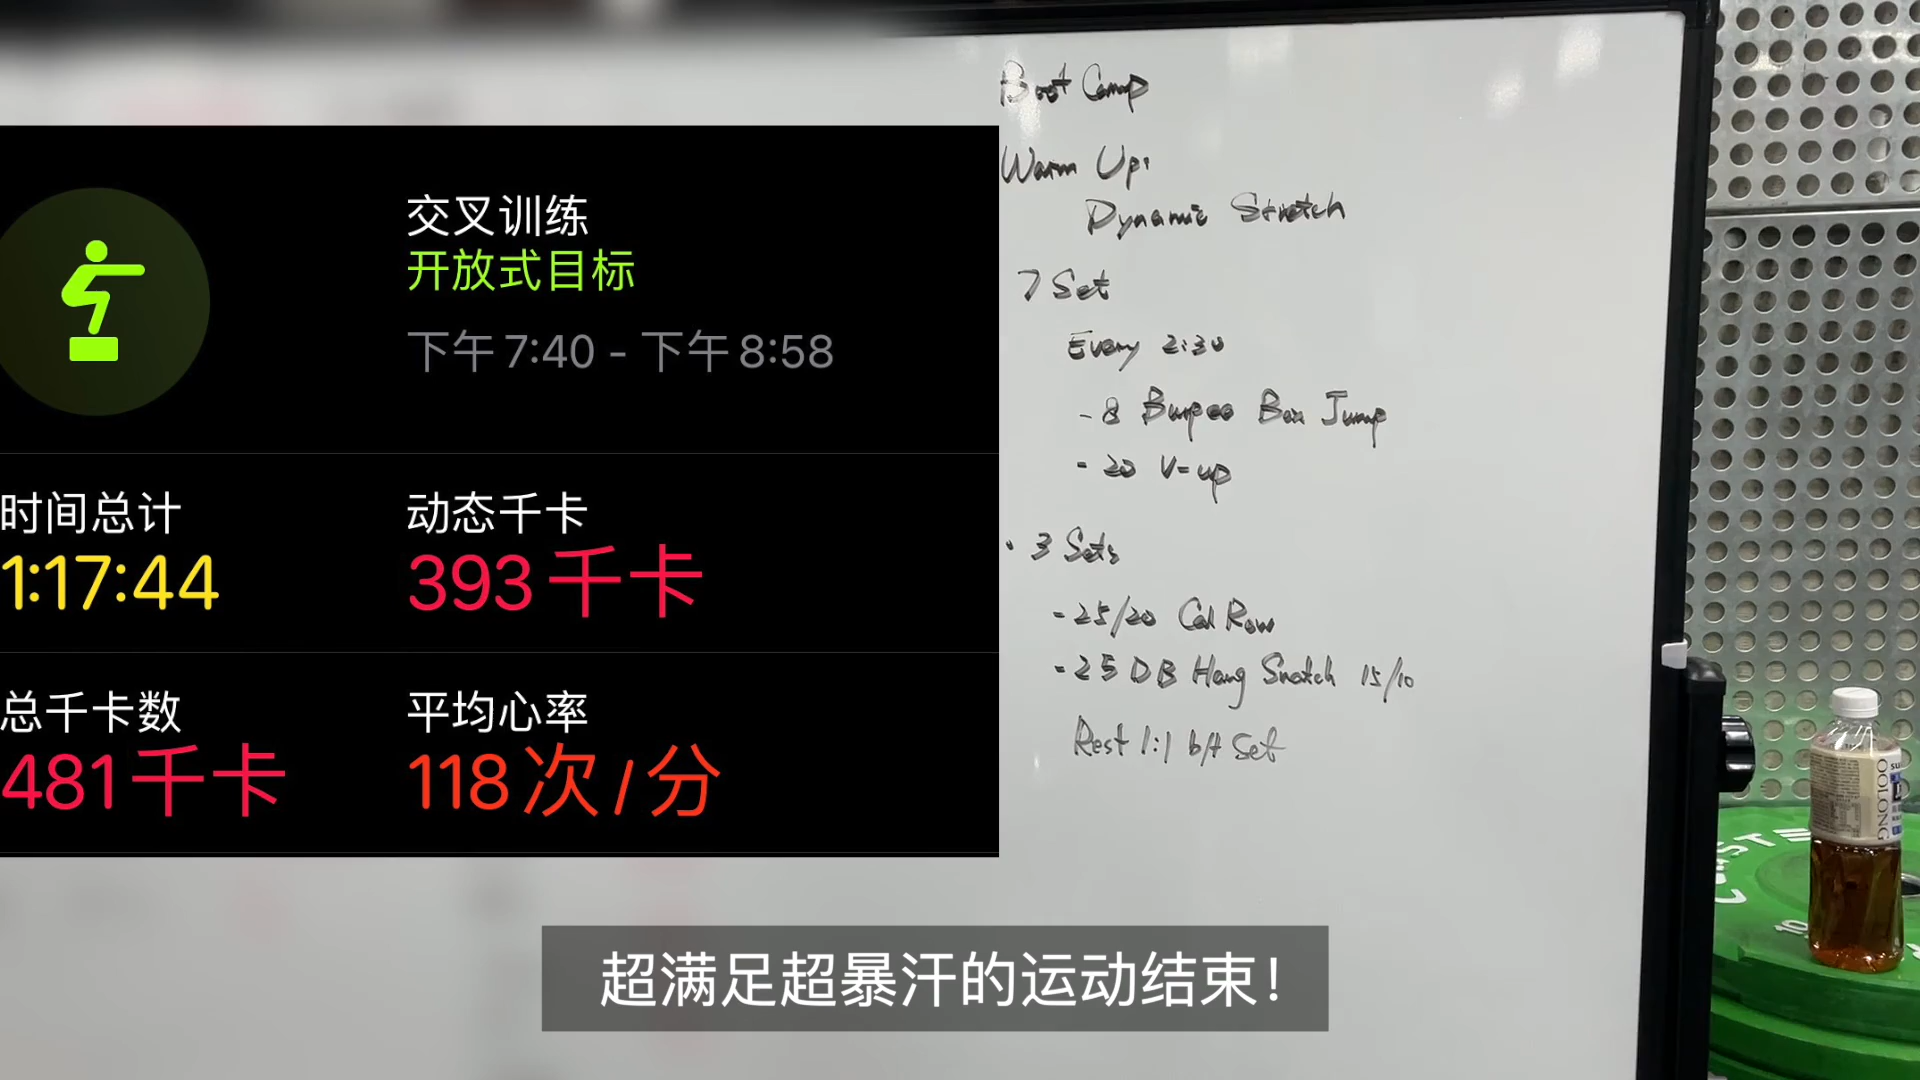 交叉训练
开放式目标
下午7:40 - 下午8:58
时间总计
1:17:44
动态千卡
393千卡
总千卡数
481千卡
平均心率
118次/分
Boot Camp
Warm Up:
Dynamic Stretch
7 Set
Every 2:30
- 8 Burpee Box Jump
- 20 V-up
· 3 Sets
- 25/20 Cal Row
- 25 DB Hang Snatch 15/10
Rest 1:1 b/t Set
OOLONG
10
超满足超暴汗的运动结束！